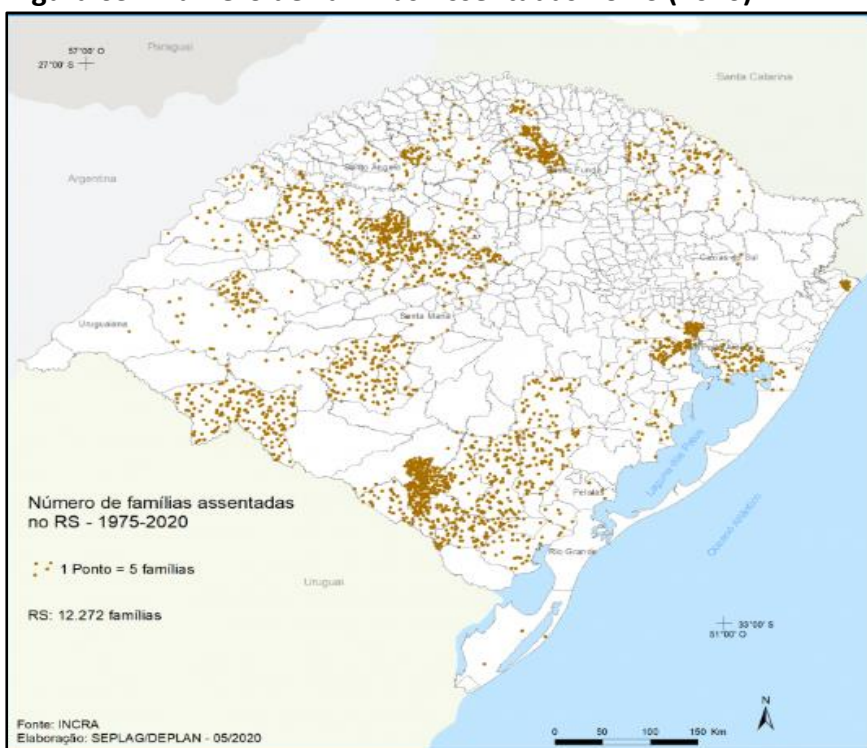 Paraguai
57°00' O
27°00' S
Santa Catarina
Argentina
Santo Ângelo
Passo Fundo
Caxias do Sul
Uruguaiana
Santa Maria
Laguna dos Patos
Pelotas
Oceano Atlântico
Rio Grande
Número de famílias assentadas
no RS - 1975-2020
1 Ponto = 5 famílias
Uruguai
RS: 12.272 famílias
33°00' S
51°00' O
N
Fonte: INCRA
Elaboração: SEPLAG/DEPLAN - 05/2020
0 50 100 150 Km